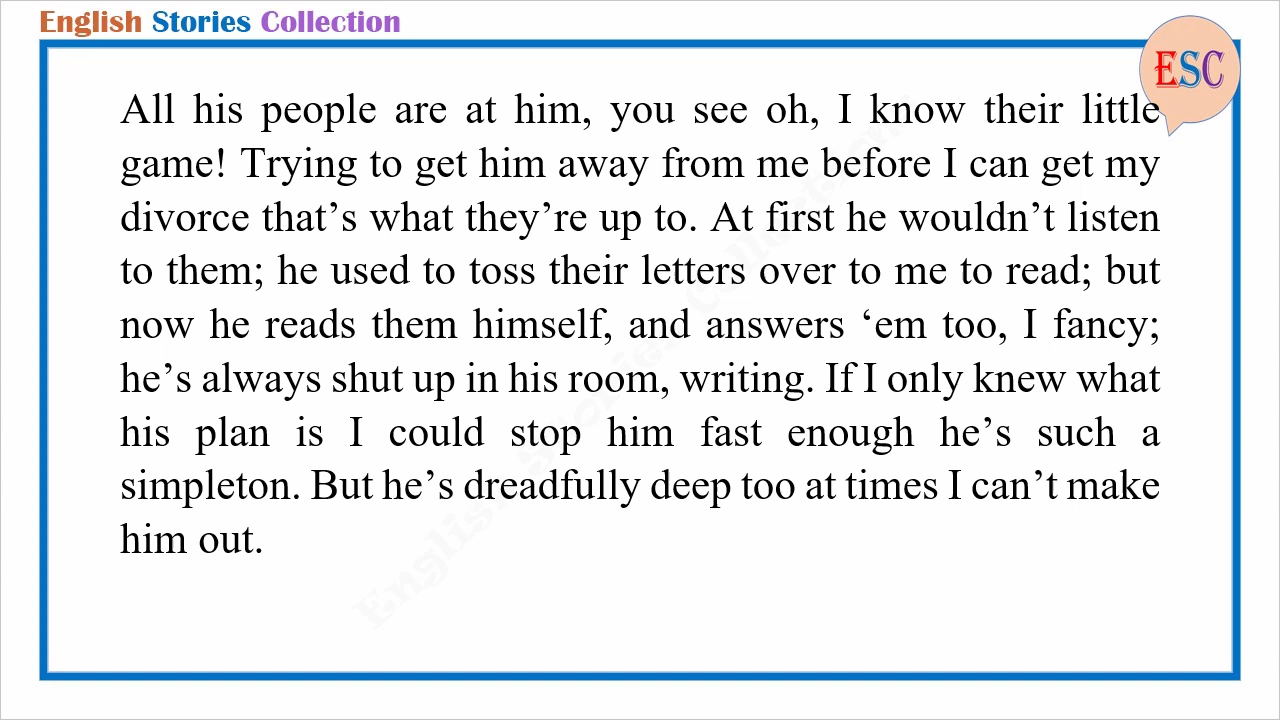 English Stories Collection
ESC
All his people are at him, you see oh, I know their little
game! Trying to get him away from me before I can get my
divorce that’s what they’re up to. At first he wouldn’t listen
to them; he used to toss their letters over to me to read; but
now he reads them himself, and answers ‘em too, I fancy;
he’s always shut up in his room, writing. If I only knew what
his plan is I could stop him fast enough he’s such a
simpleton. But he’s dreadfully deep too at times I can’t make
him out.
English Stories Collection